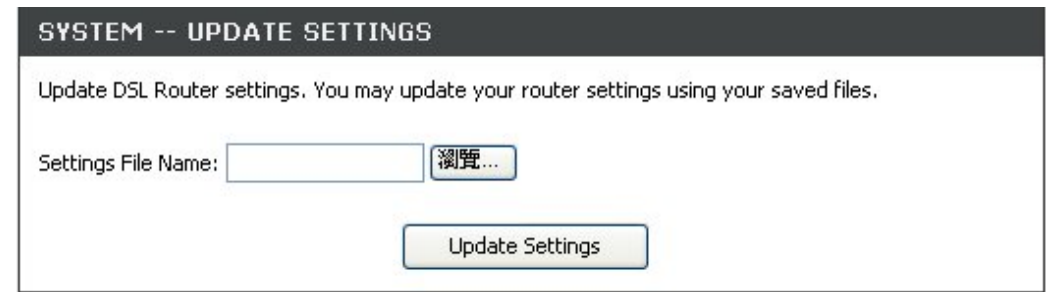 SYSTEM -- UPDATE SETTINGS
Update DSL Router settings. You may update your router settings using your saved files.
Settings File Name: 瀏覽...
Update Settings